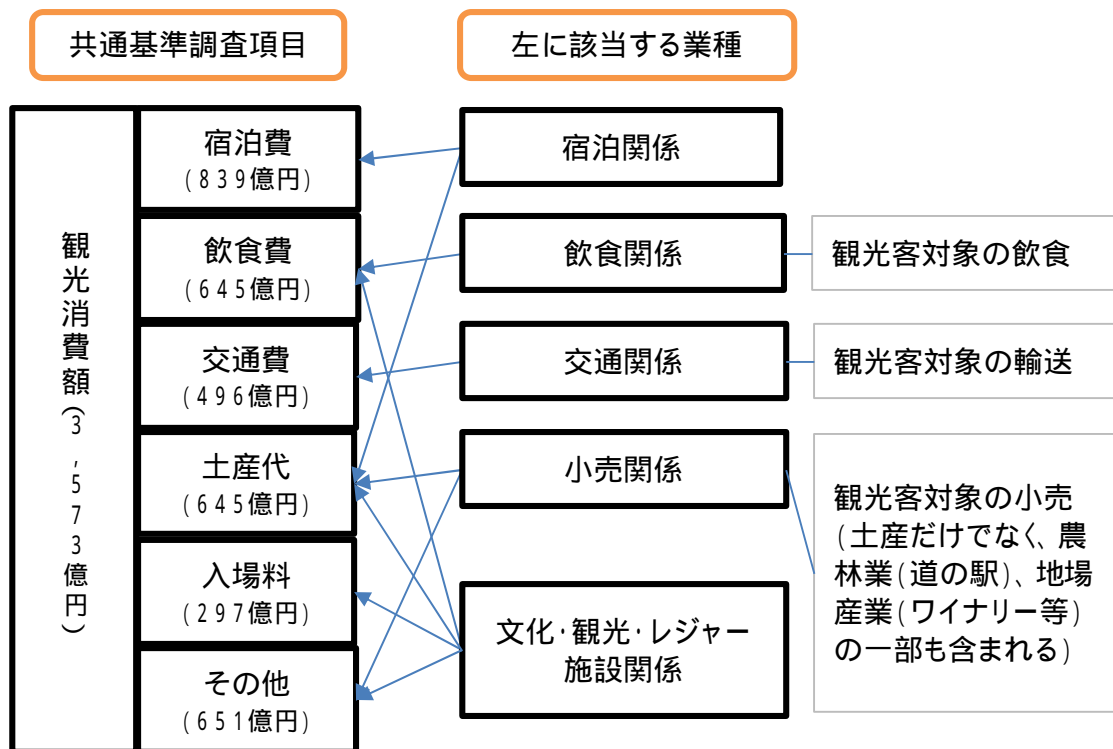 共通基準調査項目
左に該当する業種
観光消費額(3,573億円)
宿泊費
(839億円)
飲食費
(645億円)
交通費
(496億円)
土産代
(645億円)
入場料
(297億円)
その他
(651億円)
宿泊関係
飲食関係
交通関係
小売関係
文化・観光・レジャー
施設関係
観光客対象の飲食
観光客対象の輸送
観光客対象の小売
(土産だけでなく、農
林業(道の駅)、地場
産業(ワイナリー等)
の一部も含まれる)